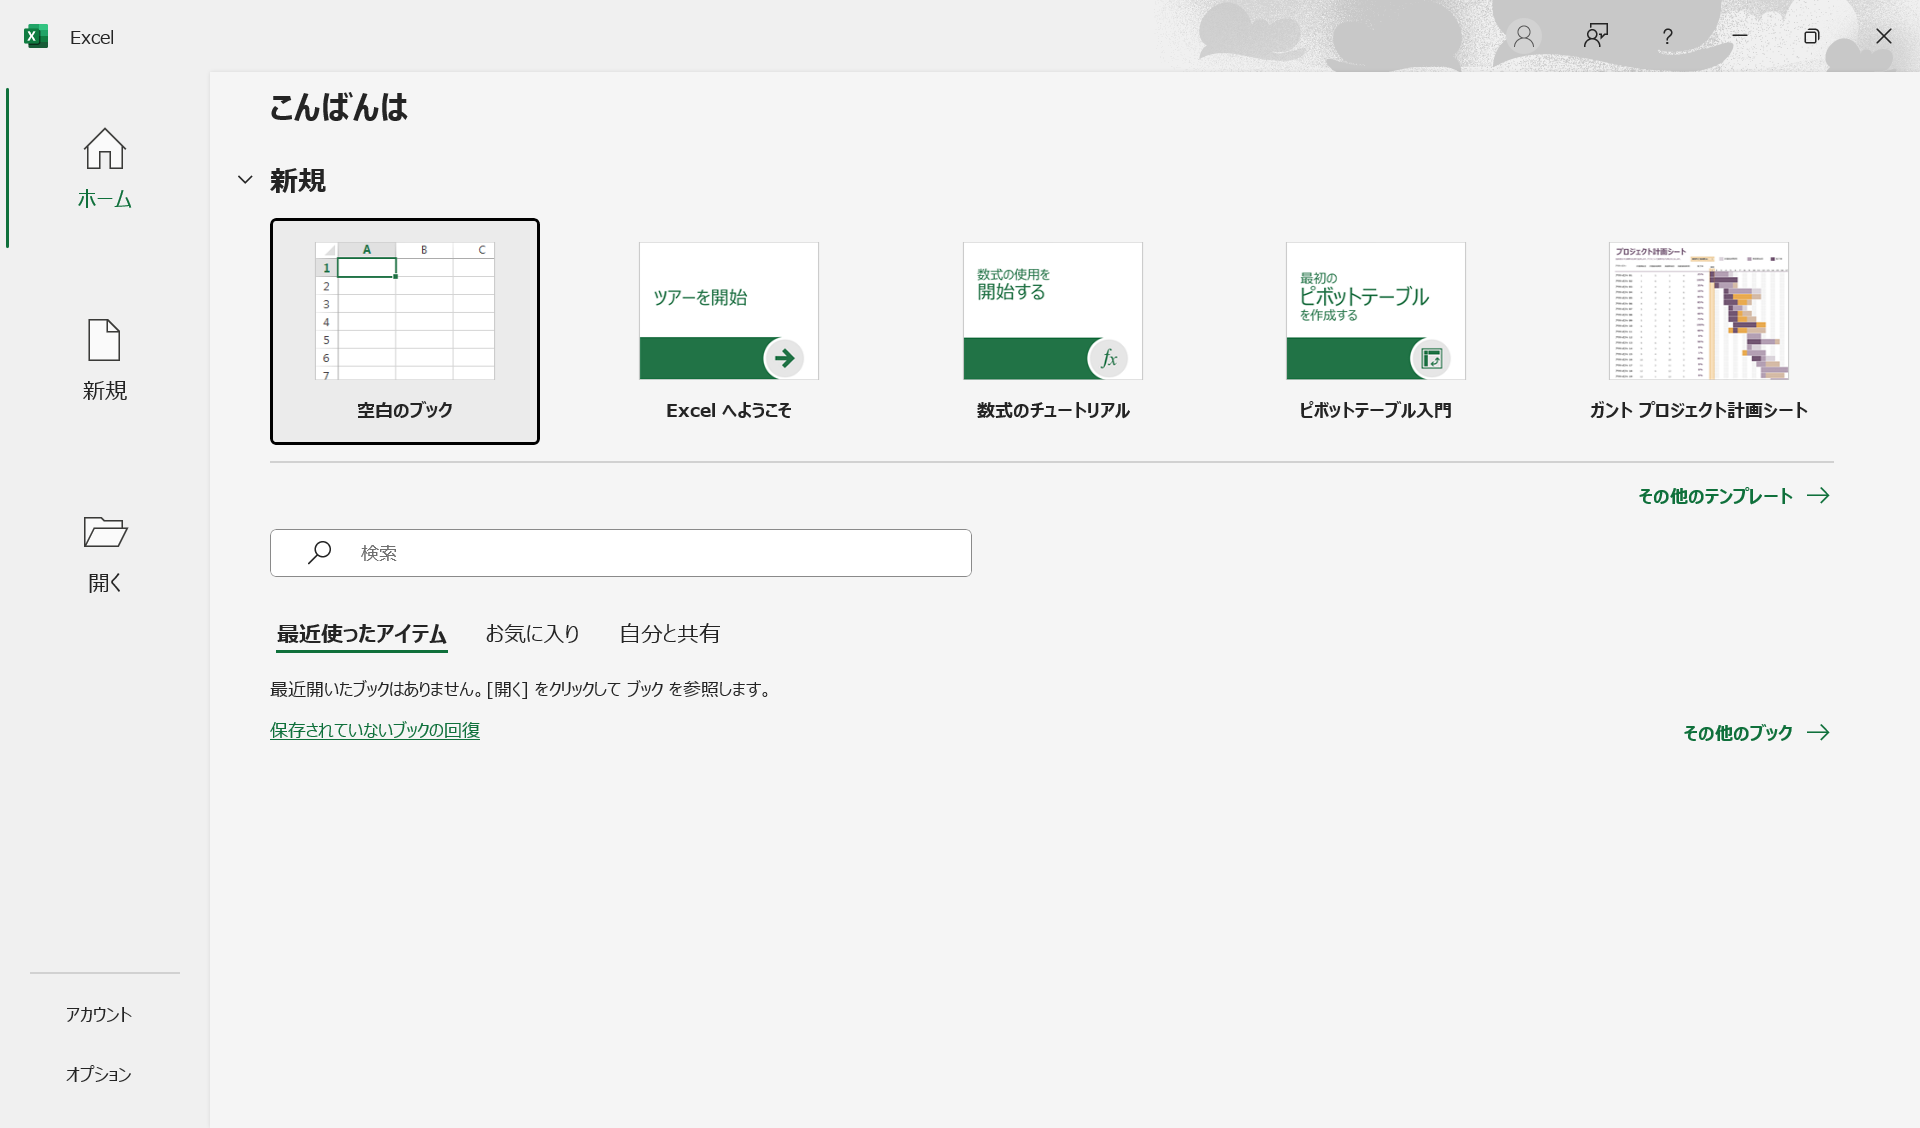 Excel
?
こんばんは
ホーム
新規
開く
アカウント
オプション
新規
A B C
1
2
3
4
5
6
7
空白のブック
ツアーを開始
Excel へようこそ
数式の使用を
開始する
fx
数式のチュートリアル
最初の
ピボットテーブル
を作成する
ピボットテーブル入門
プロジェクト計画シート
ガント プロジェクト計画シート
その他のテンプレート
検索
最近使ったアイテム お気に入り 自分と共有
最近開いたブックはありません。[開く] をクリックして ブック を参照します。
保存されていないブックの回復
その他のブック